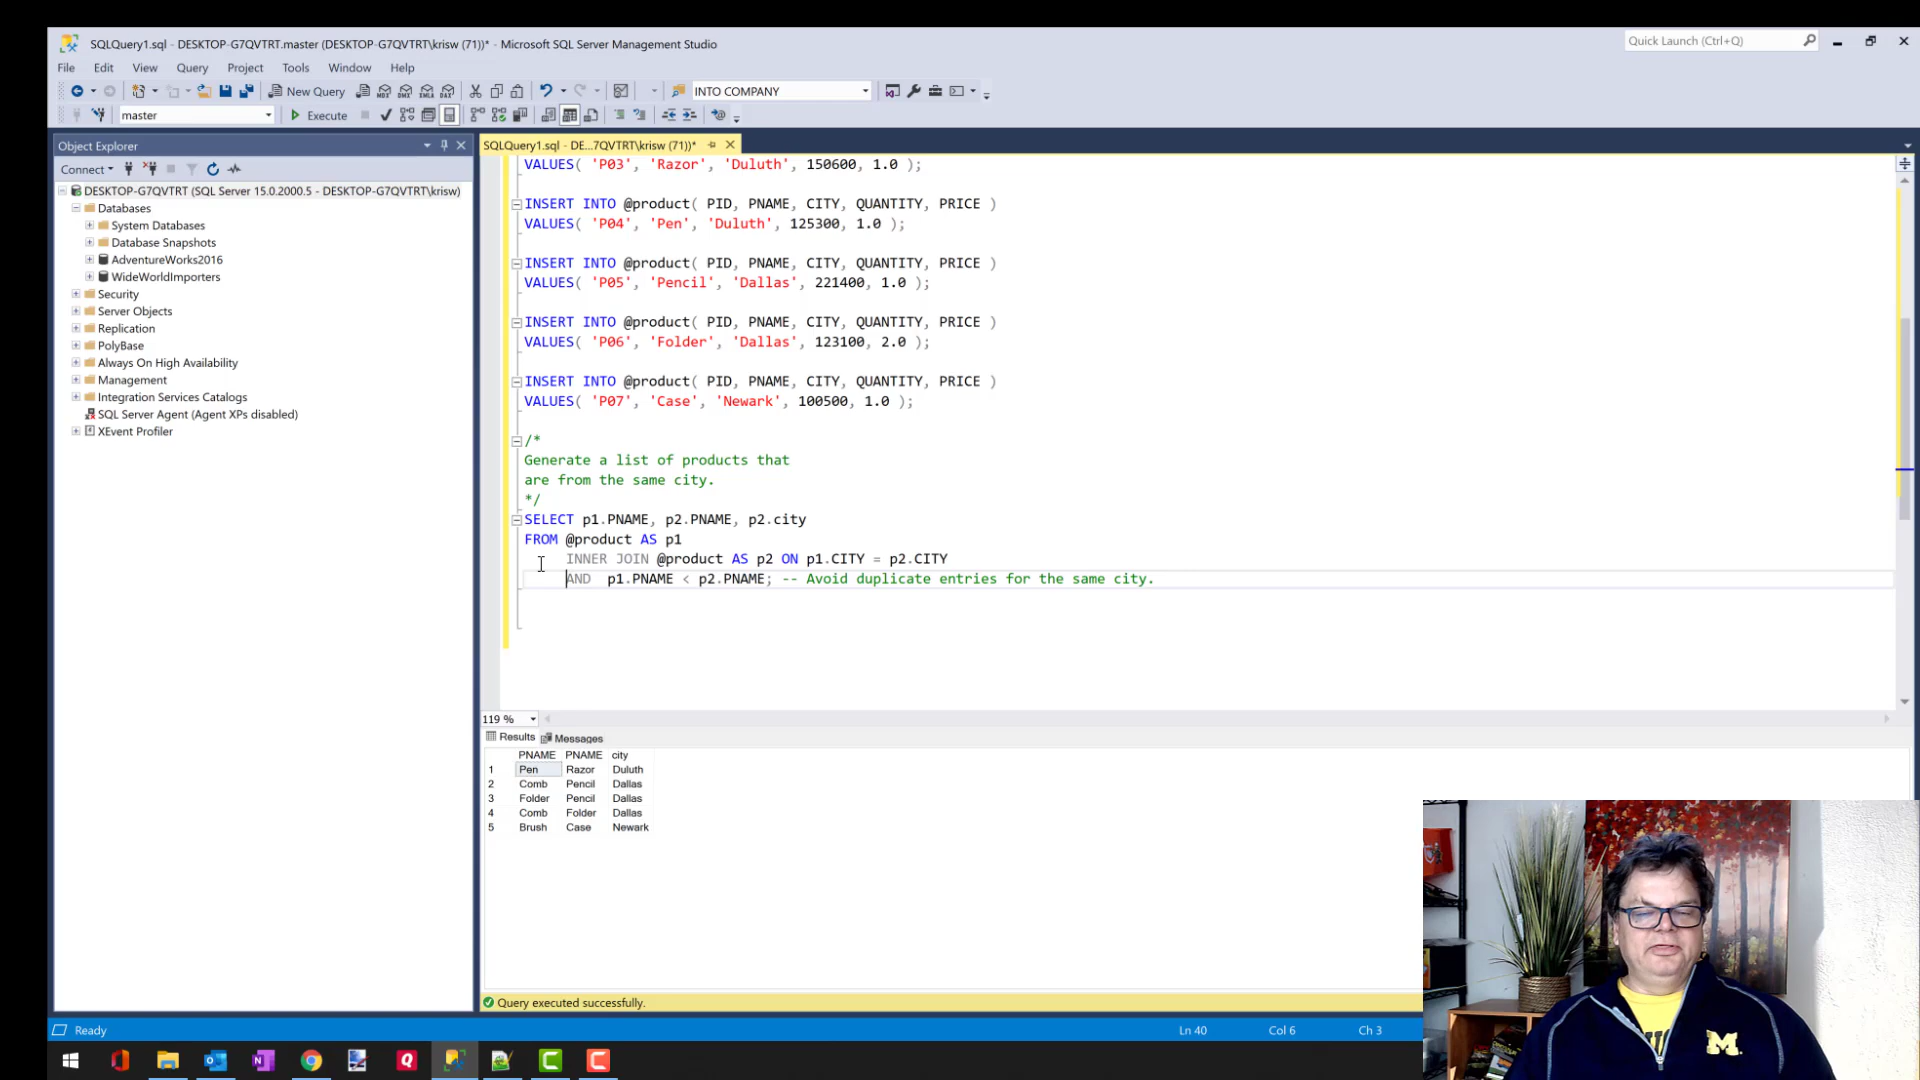 SQLQuery1.sql - DESKTOP-G7QVTRT.master (DESKTOP-G7QVTRT\krisw (71))* - Microsoft SQL Server Management Studio
Quick Launch (Ctrl+Q)
File Edit View Query Project Tools Window Help
New Query
INTO COMPANY
master
Execute
Object Explorer
Connect
DESKTOP-G7QVTRT (SQL Server 15.0.2000.5 - DESKTOP-G7QVTRT\krisw)
Databases
System Databases
Database Snapshots
AdventureWorks2016
WideWorldImporters
Security
Server Objects
Replication
PolyBase
Always On High Availability
Management
Integration Services Catalogs
SQL Server Agent (Agent XPs disabled)
XEvent Profiler
SQLQuery1.sql - DE...7QVTRT\krisw (71))*
VALUES( 'P03', 'Razor', 'Duluth', 150600, 1.0 );
INSERT INTO @product( PID, PNAME, CITY, QUANTITY, PRICE )
VALUES( 'P04', 'Pen', 'Duluth', 125300, 1.0 );
INSERT INTO @product( PID, PNAME, CITY, QUANTITY, PRICE )
VALUES( 'P05', 'Pencil', 'Dallas', 221400, 1.0 );
INSERT INTO @product( PID, PNAME, CITY, QUANTITY, PRICE )
VALUES( 'P06', 'Folder', 'Dallas', 123100, 2.0 );
INSERT INTO @product( PID, PNAME, CITY, QUANTITY, PRICE )
VALUES( 'P07', 'Case', 'Newark', 100500, 1.0 );
/*
Generate a list of products that
are from the same city.
*/
SELECT p1.PNAME, p2.PNAME, p2.city
FROM @product AS p1
INNER JOIN @product AS p2 ON p1.CITY = p2.CITY
AND p1.PNAME < p2.PNAME; -- Avoid duplicate entries for the same city.
119 %
Results Messages
PNAME PNAME city
1 Pen Razor Duluth
2 Comb Pencil Dallas
3 Folder Pencil Dallas
4 Comb Folder Dallas
5 Brush Case Newark
Query executed successfully.
Ready
Ln 40 Col 6 Ch 3
M